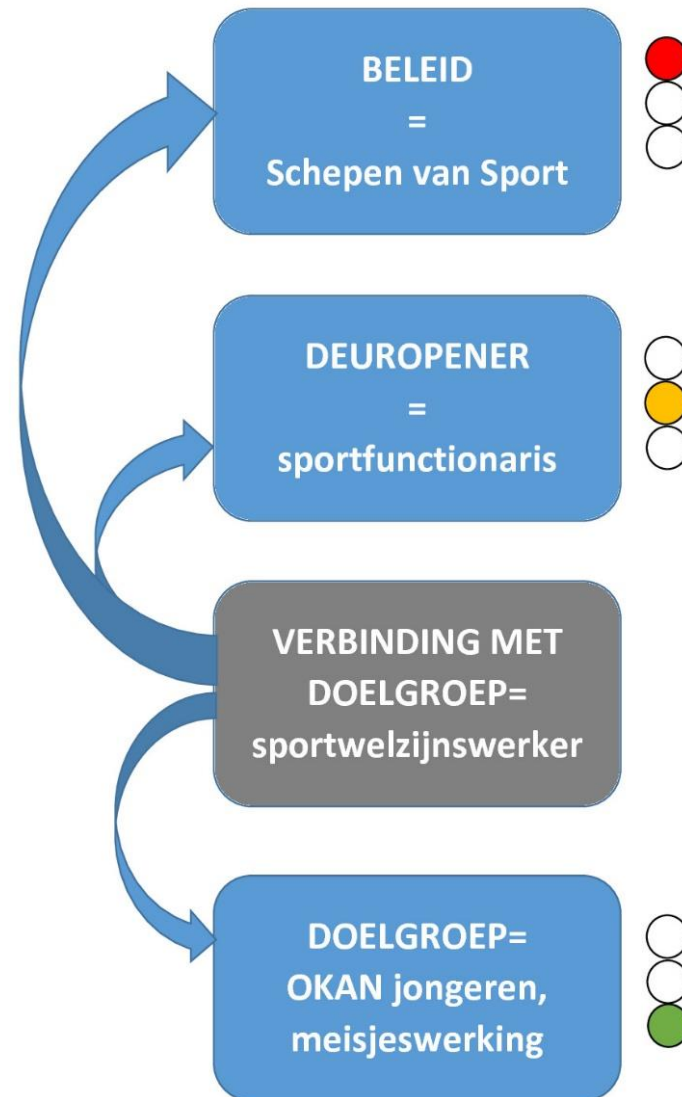 BELEID
=
Schepen van Sport
DEUROPENER
=
sportfunctionaris
VERBINDING MET
DOELGROEP=
sportwelzijnswerker
DOELGROEP=
OKAN jongeren,
meisjeswerking